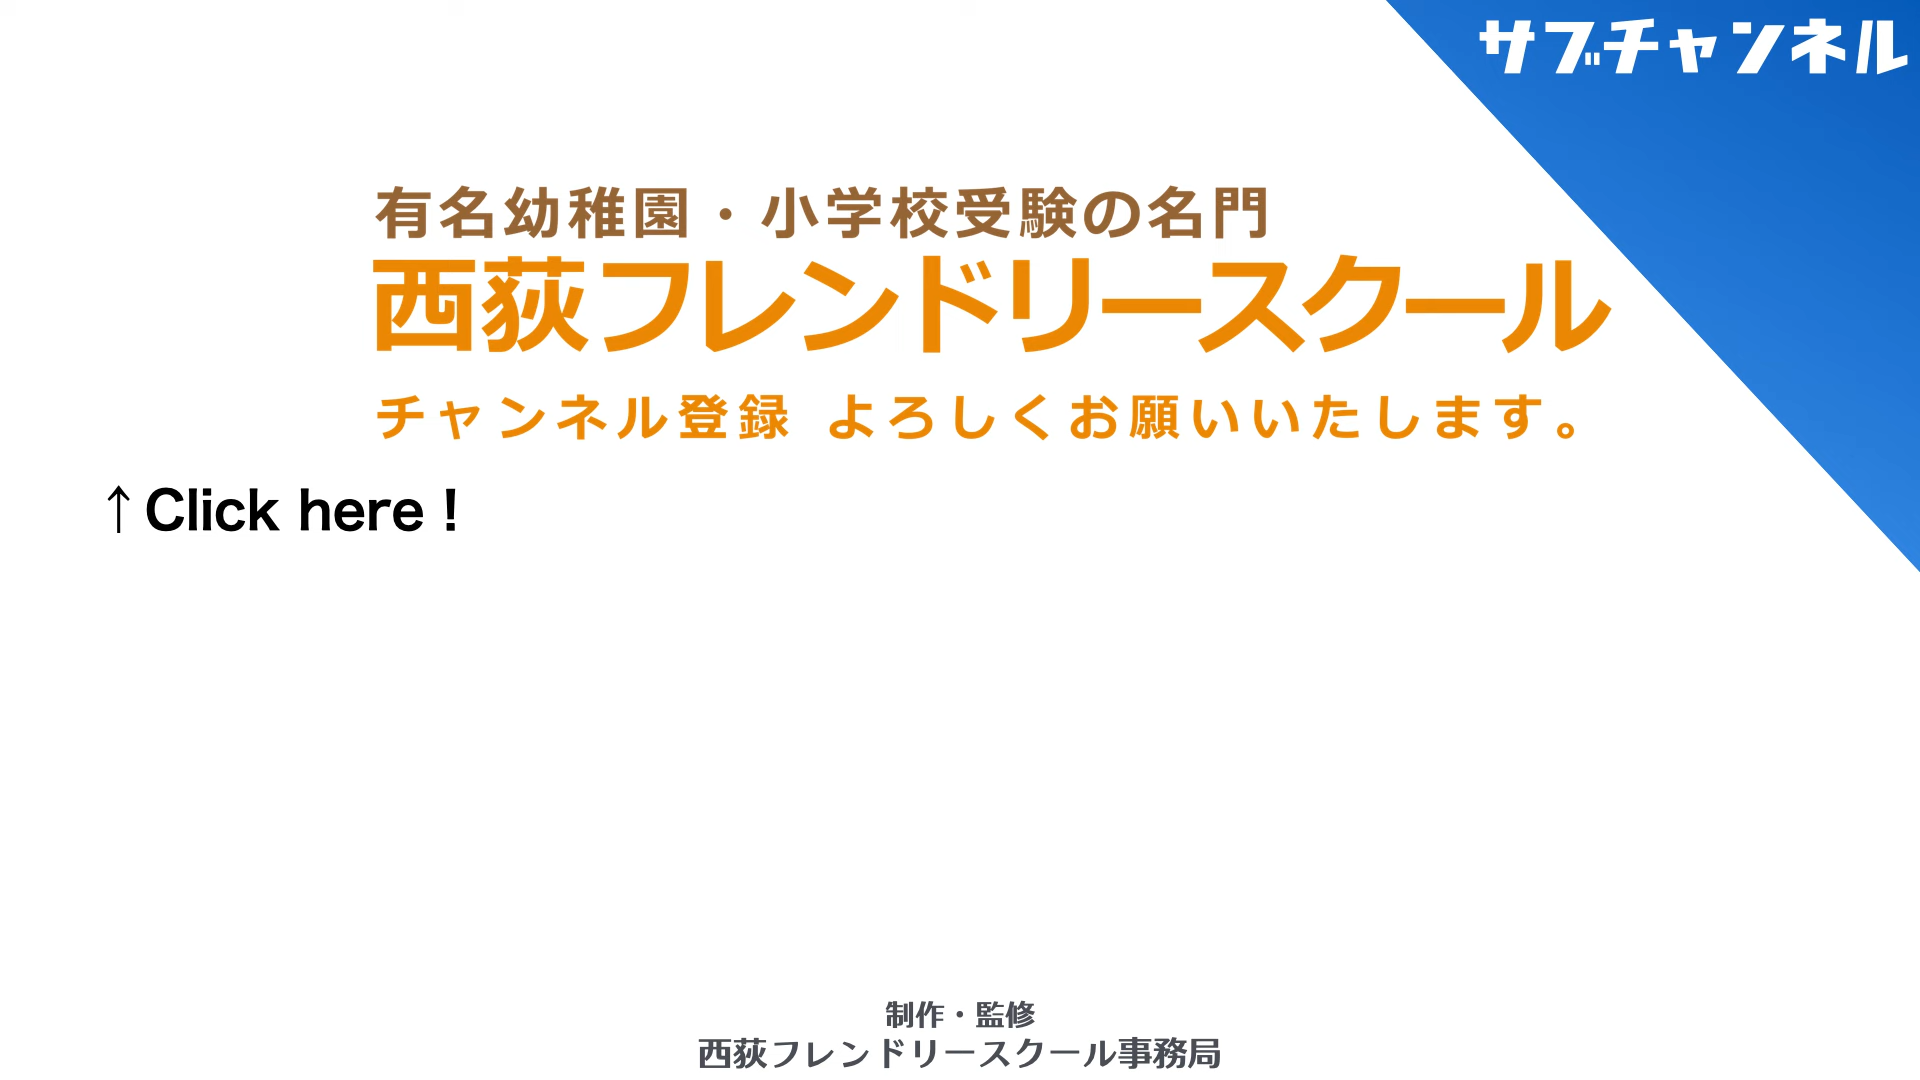 サブチャンネル
有名幼稚園・小学校受験の名門
西荻フレンドリースクール
チャンネル登録 よろしくお願いいたします。
↑Click here !
制作・監修
西荻フレンドリースクール事務局